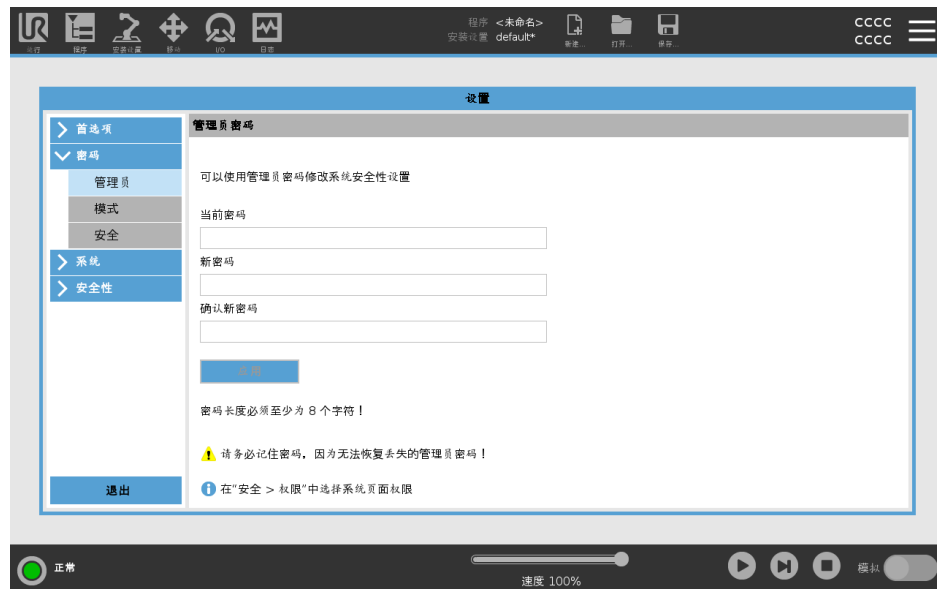 程序 <未命名>
安装设置 default*
新建... 打开... 保存...
cccc
cccc
UR
运行 程序 安装设置 移动 I/O 日志
设置
首选项
密码
管理员
模式
安全
系统
安全性
退出
管理员密码
可以使用管理员密码修改系统安全性设置
当前密码
新密码
确认新密码
应用
密码长度必须至少为 8 个字符！
! 请务必记住密码，因为无法恢复丢失的管理员密码！
i 在"安全 > 权限"中选择系统页面权限
正常
速度 100%
模拟